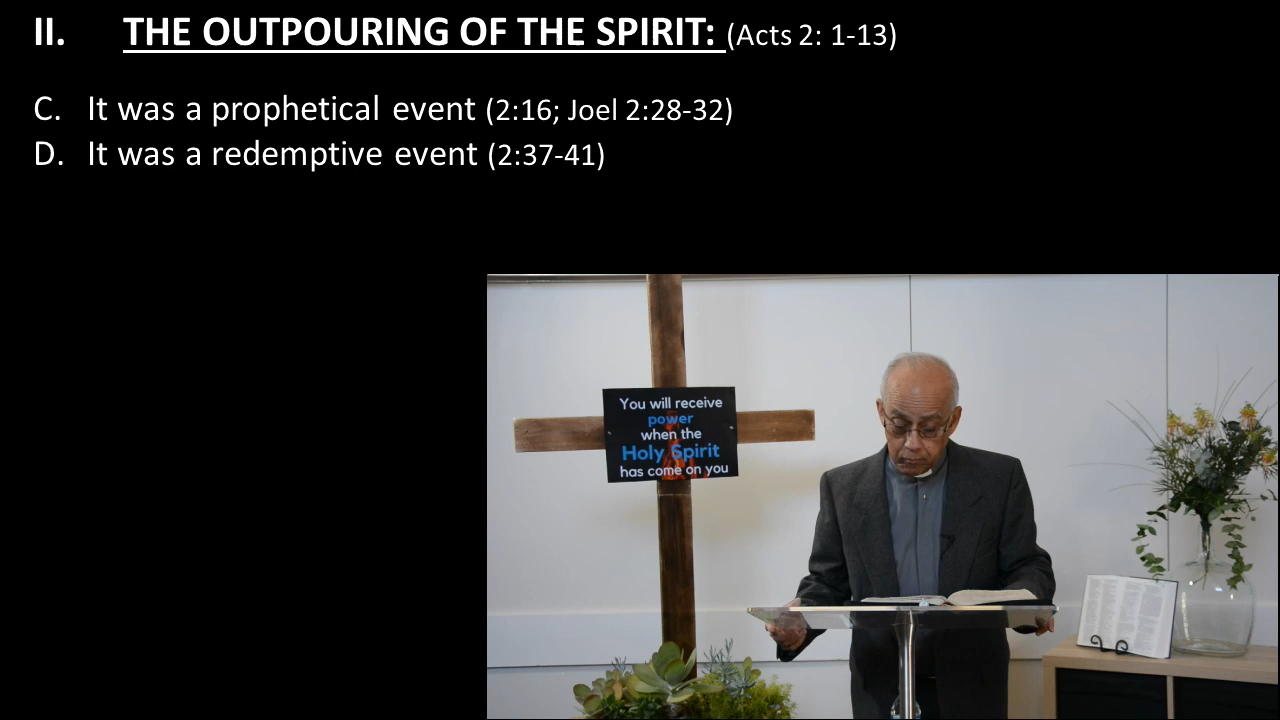 II. THE OUTPOURING OF THE SPIRIT: (Acts 2: 1-13)
C. It was a prophetical event (2:16; Joel 2:28-32)
D. It was a redemptive event (2:37-41)
You will receive
power
when the
Holy Spirit
has come on you